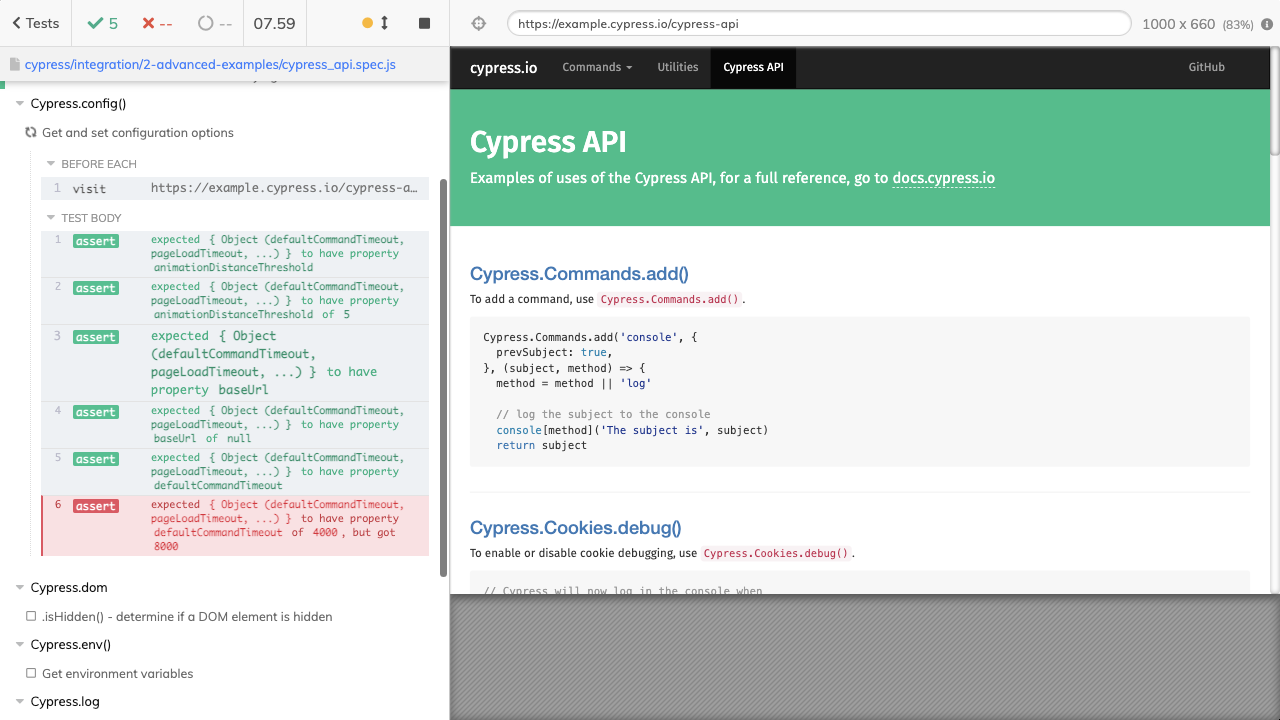 Tests
5
--
--
07.59
https://example.cypress.io/cypress-api
1000 x 660 (83%)
cypress/integration/2-advanced-examples/cypress_api.spec.js
Cypress.config()
Get and set configuration options
BEFORE EACH
1 visit https://example.cypress.io/cypress-a…
TEST BODY
1 assert expected { Object (defaultCommandTimeout,
pageLoadTimeout, ...) } to have property
animationDistanceThreshold
2 assert expected { Object (defaultCommandTimeout,
pageLoadTimeout, ...) } to have property
animationDistanceThreshold of 5
3 assert expected { Object
(defaultCommandTimeout,
pageLoadTimeout, ...) } to have
property baseUrl
4 assert expected { Object (defaultCommandTimeout,
pageLoadTimeout, ...) } to have property
baseUrl of null
5 assert expected { Object (defaultCommandTimeout,
pageLoadTimeout, ...) } to have property
defaultCommandTimeout
6 assert expected { Object (defaultCommandTimeout,
pageLoadTimeout, ...) } to have property
defaultCommandTimeout of 4000, but got
8000
Cypress.dom
.isHidden() - determine if a DOM element is hidden
Cypress.env()
Get environment variables
Cypress.log
cypress.io
Commands
Utilities
Cypress API
GitHub
Cypress API
Examples of uses of the Cypress API, for a full reference, go to docs.cypress.io
Cypress.Commands.add()
To add a command, use Cypress.Commands.add().
Cypress.Commands.add('console', {
prevSubject: true,
}, (subject, method) => {
method = method || 'log'
// log the subject to the console
console[method]('The subject is', subject)
return subject
Cypress.Cookies.debug()
To enable or disable cookie debugging, use Cypress.Cookies.debug().
// Cypress will now log in the console when